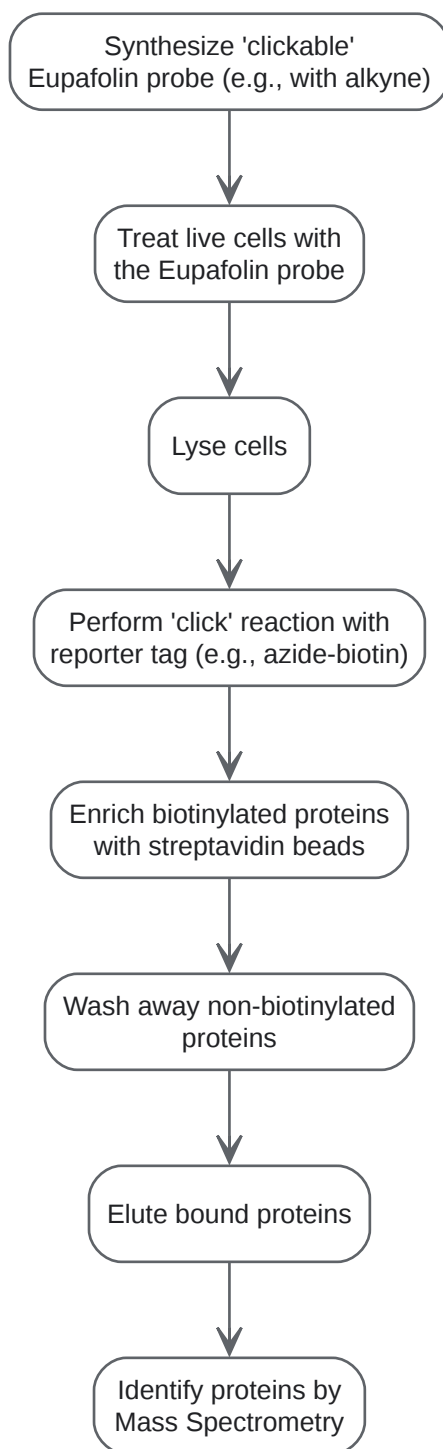 Synthesize 'clickable'
Eupafolin probe (e.g., with alkyne)
Treat live cells with
the Eupafolin probe
Lyse cells
Perform 'click' reaction with
reporter tag (e.g., azide-biotin)
Enrich biotinylated proteins
with streptavidin beads
Wash away non-biotinylated
proteins
Elute bound proteins
Identify proteins by
Mass Spectrometry